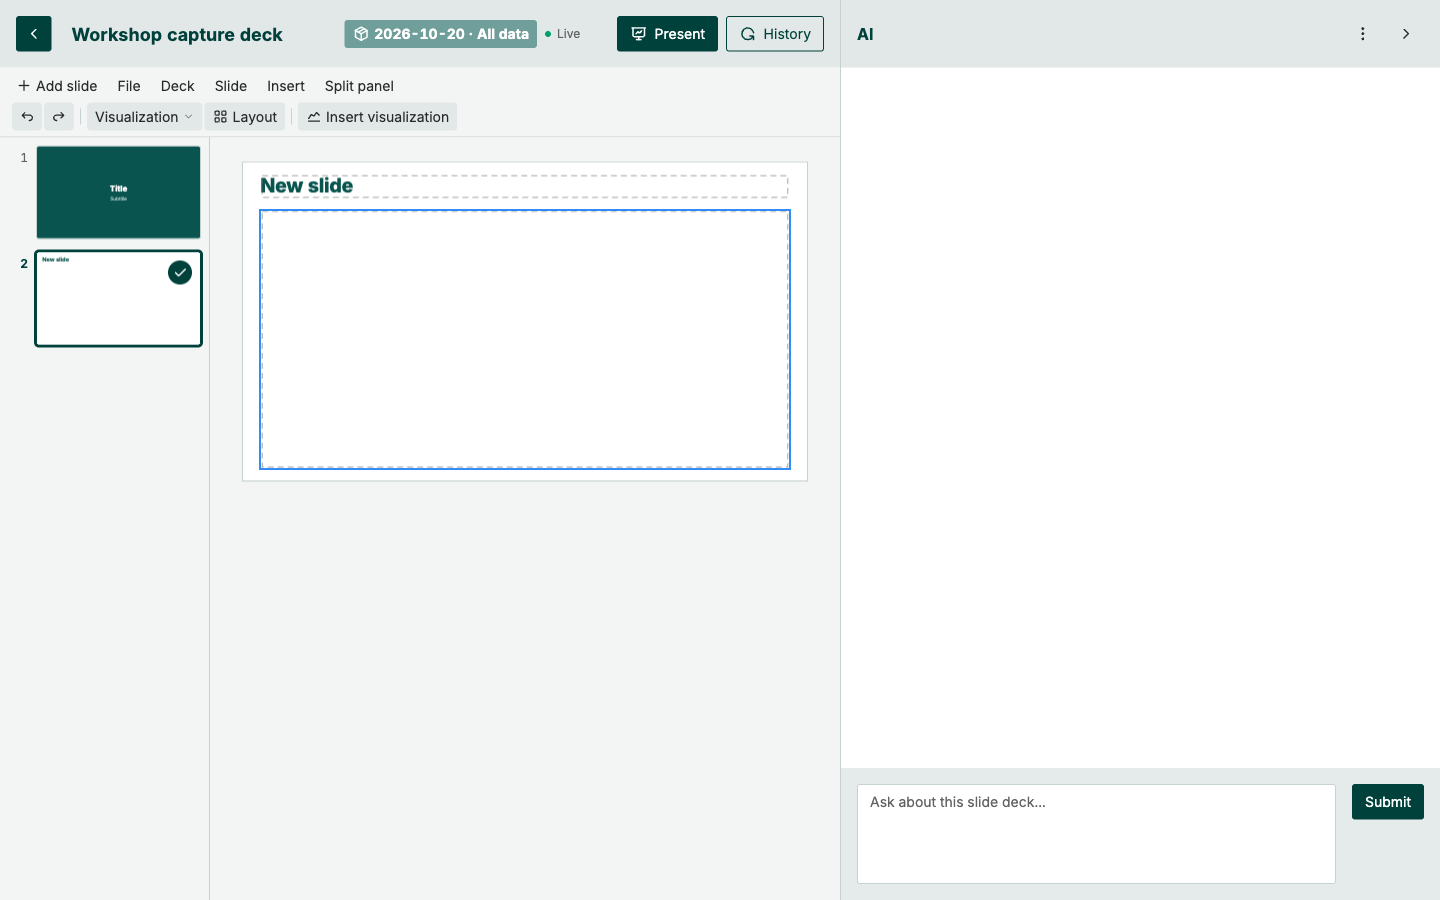 Workshop capture deck
2026-10-20 · All data
Live
Present
History
AI
Add slide
File
Deck
Slide
Insert
Split panel
Visualization
Layout
Insert visualization
1
Title
Subtitle
2
New slide
New slide
Ask about this slide deck...
Submit